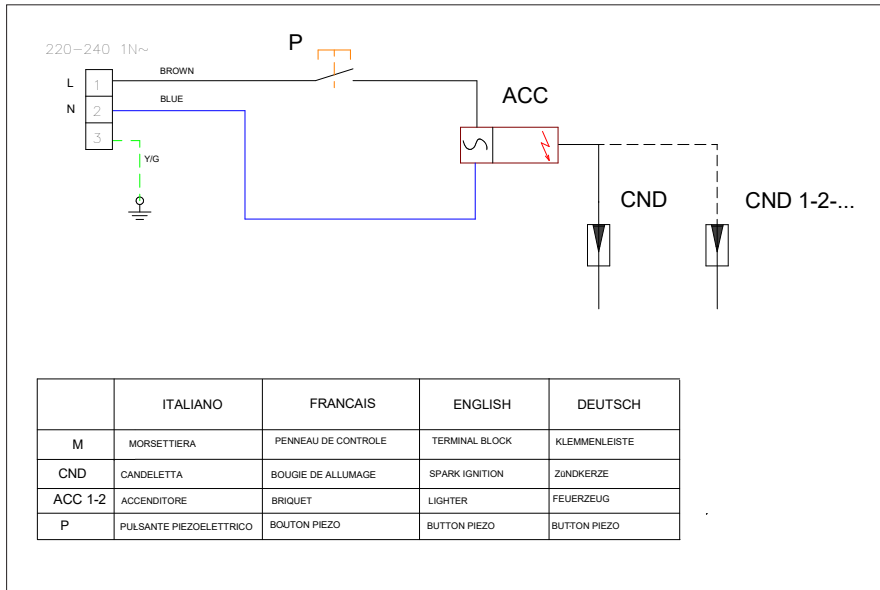 220-240 1N~
P
L 1 BROWN
N 2 BLUE
3
Y/G
ACC
CND
CND 1-2-...
ITALIANO FRANCAIS ENGLISH DEUTSCH
M MORSETTIERA PENNEAU DE CONTROLE TERMINAL BLOCK KLEMMENLEISTE
CND CANDELETTA BOUGIE DE ALLUMAGE SPARK IGNITION ZüNDKERZE
ACC 1-2 ACCENDITORE BRIQUET LIGHTER FEUERZEUG
P PULSANTE PIEZOELETTRICO BOUTON PIEZO BUTTON PIEZO BUTTON PIEZO